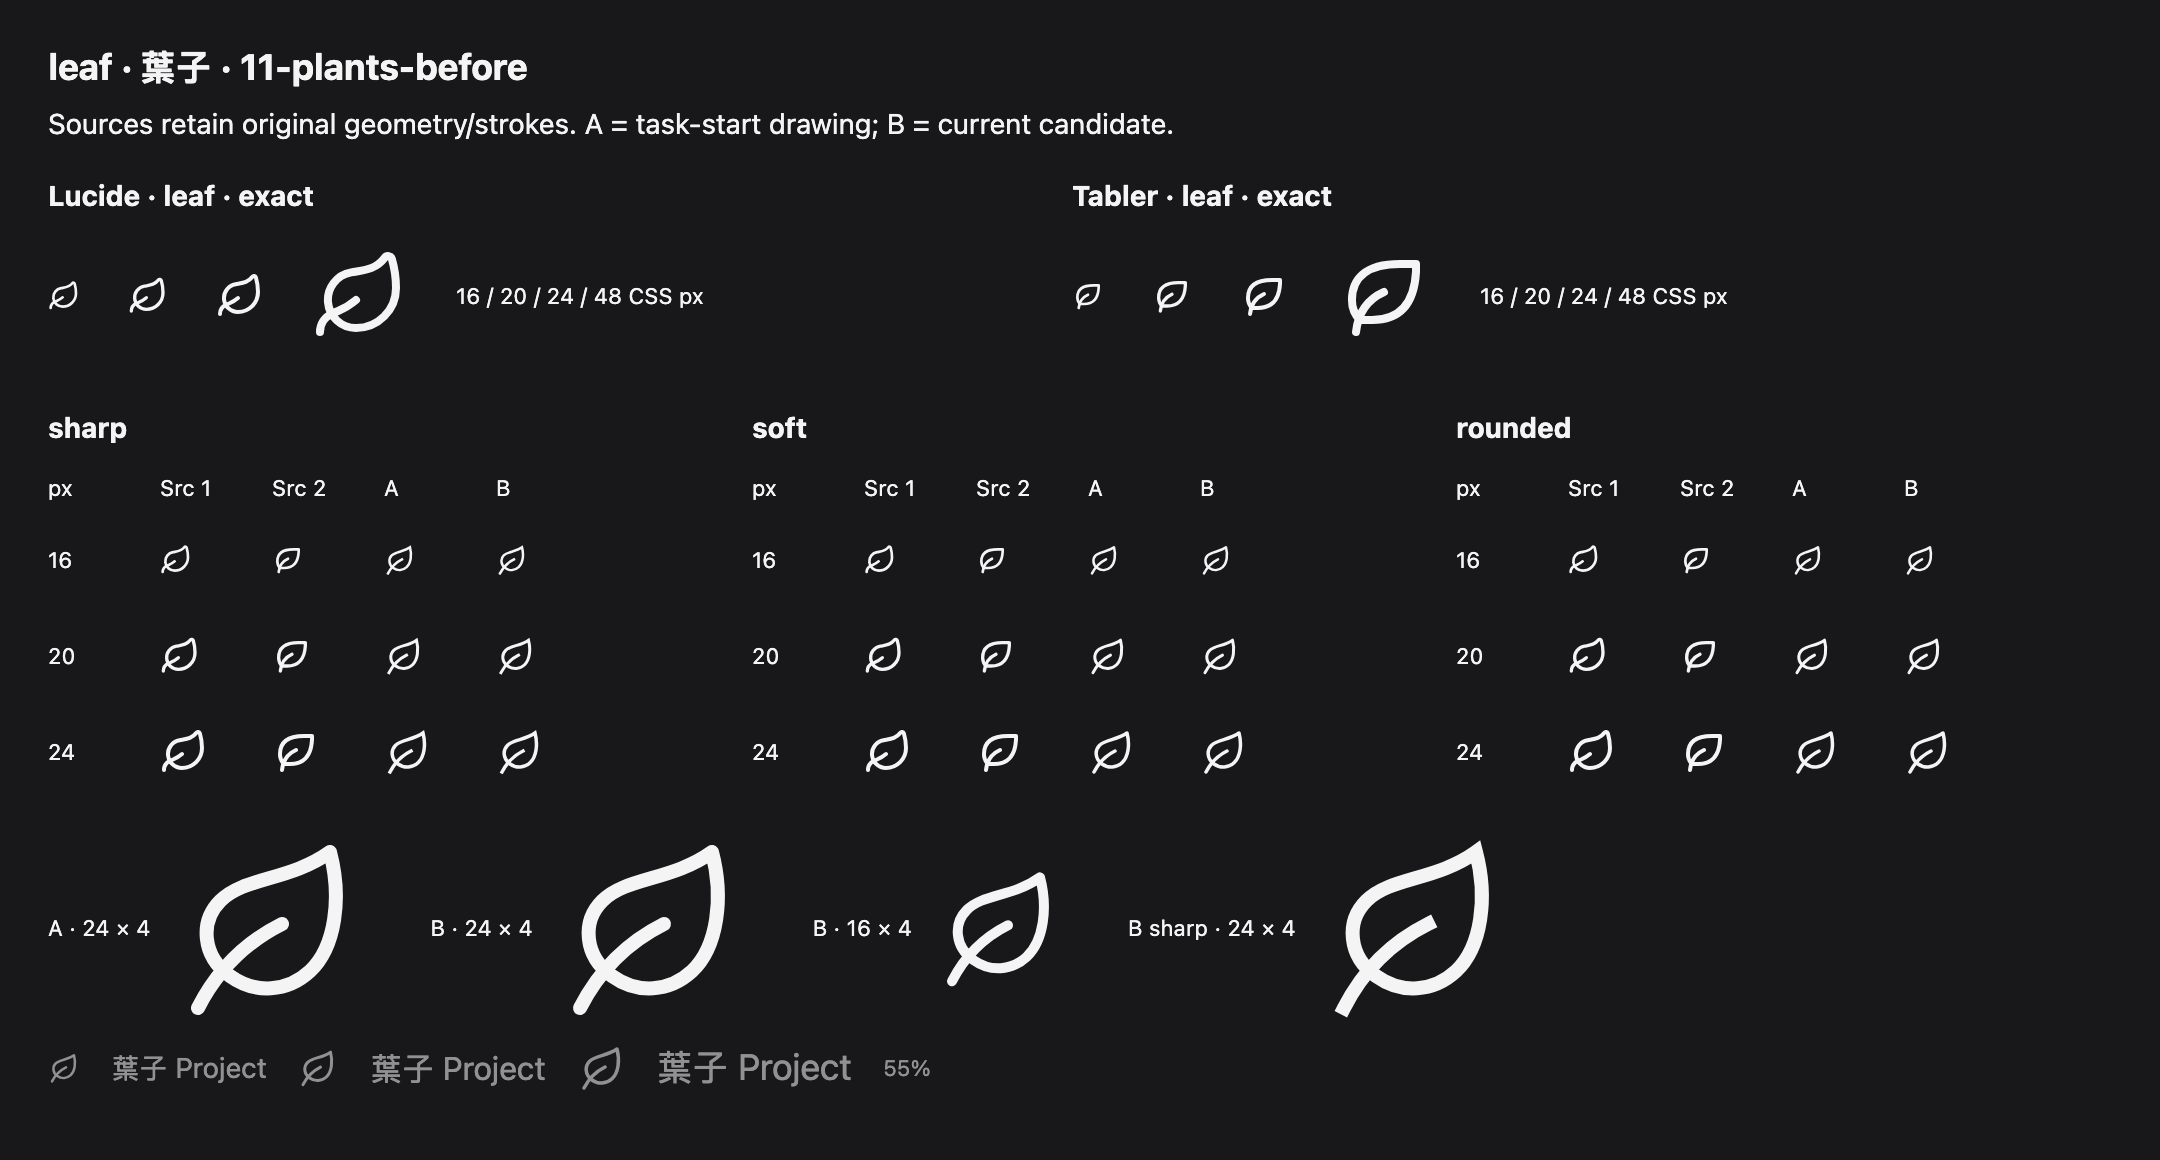 leaf · 葉子 · 11-plants-before
Sources retain original geometry/strokes. A = task-start drawing; B = current candidate.
Lucide · leaf · exact
16 / 20 / 24 / 48 CSS px
Tabler · leaf · exact
16 / 20 / 24 / 48 CSS px
sharp
px Src 1 Src 2 A B
16
20
24
soft
px Src 1 Src 2 A B
16
20
24
rounded
px Src 1 Src 2 A B
16
20
24
A · 24 × 4
B · 24 × 4
B · 16 × 4
B sharp · 24 × 4
葉子 Project 葉子 Project 葉子 Project 55%